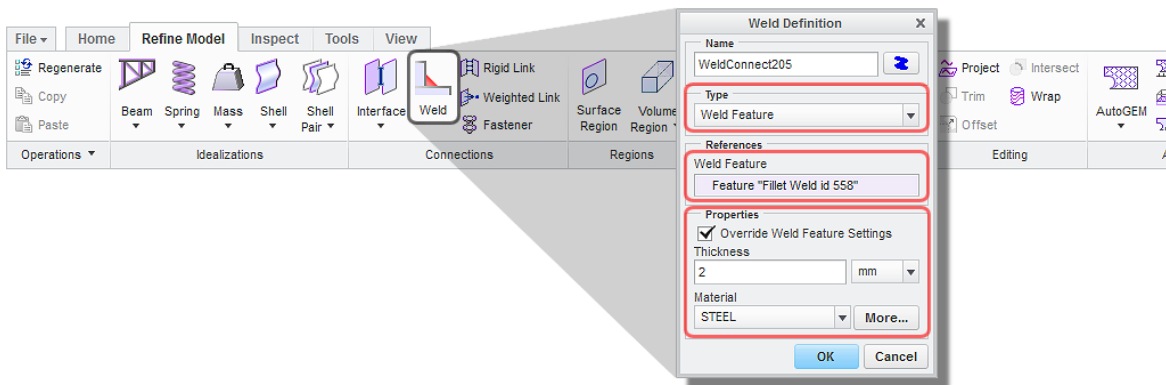 File Home Refine Model Inspect Tools View
Regenerate
Copy
Paste
Operations
Beam Spring Mass Shell Shell Pair
Idealizations
Interface Weld
Rigid Link
Weighted Link
Fastener
Connections
Surface Region
Volume Region
Regions
Weld Definition
Name
WeldConnect205
Type
Weld Feature
References
Weld Feature
Feature "Fillet Weld id 558"
Properties
Override Weld Feature Settings
Thickness
2 mm
Material
STEEL More...
OK Cancel
Project Intersect
Trim Wrap
Offset
Editing
AutoGEM